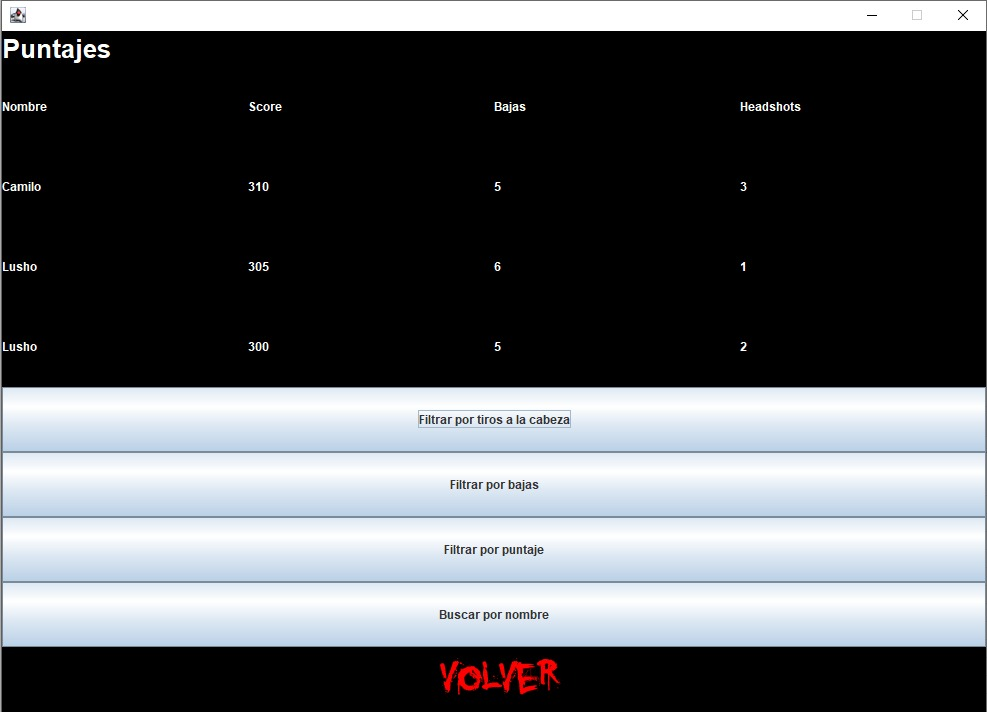 Puntajes
Nombre Score Bajas Headshots
Camilo 310 5 3
Lusho 305 6 1
Lusho 300 5 2
Filtrar por tiros a la cabeza
Filtrar por bajas
Filtrar por puntaje
Buscar por nombre
VOLVER